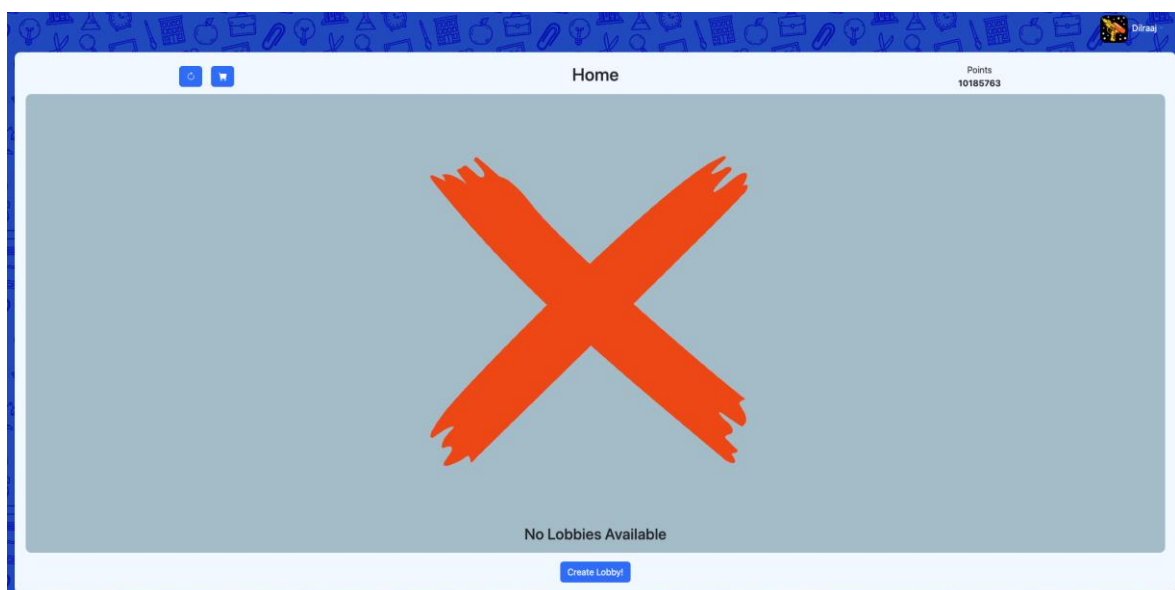 Dilraaj
Home
Points
10185763
No Lobbies Available
Create Lobby!